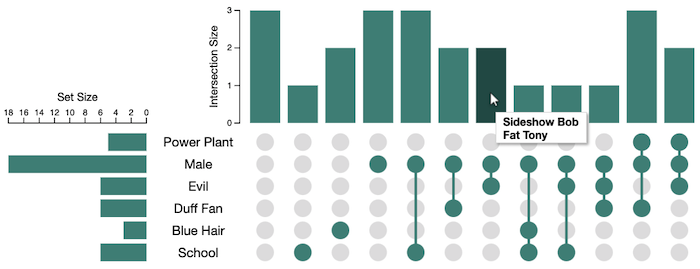 3
2
1
0
Intersection Size
Set Size
18 16 14 12 10 8 6 4 2 0
Sideshow Bob
Fat Tony
Power Plant
Male
Evil
Duff Fan
Blue Hair
School